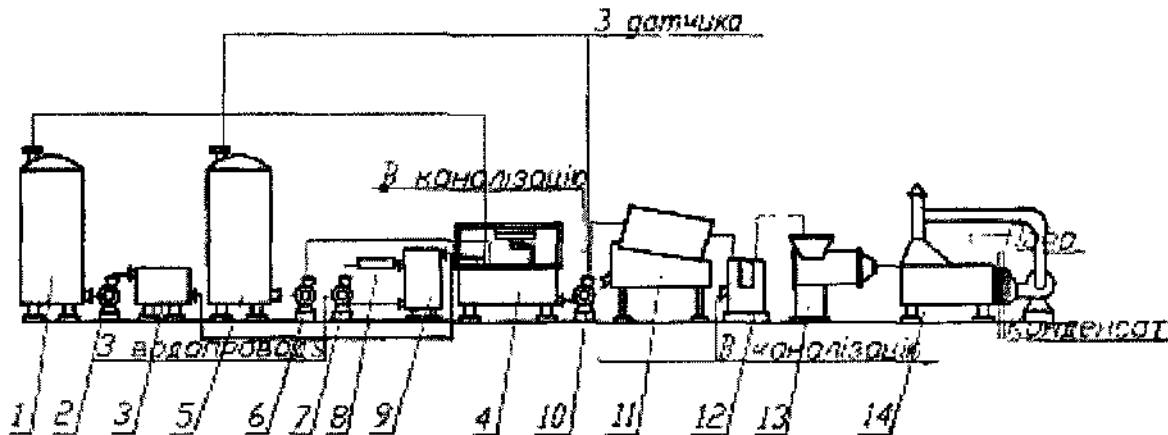 З датчика
В каналізацію
З водопроводу
В каналізацію
конденсат
1 2 3 5 6 7 8 9 4 10 11 12 13 14